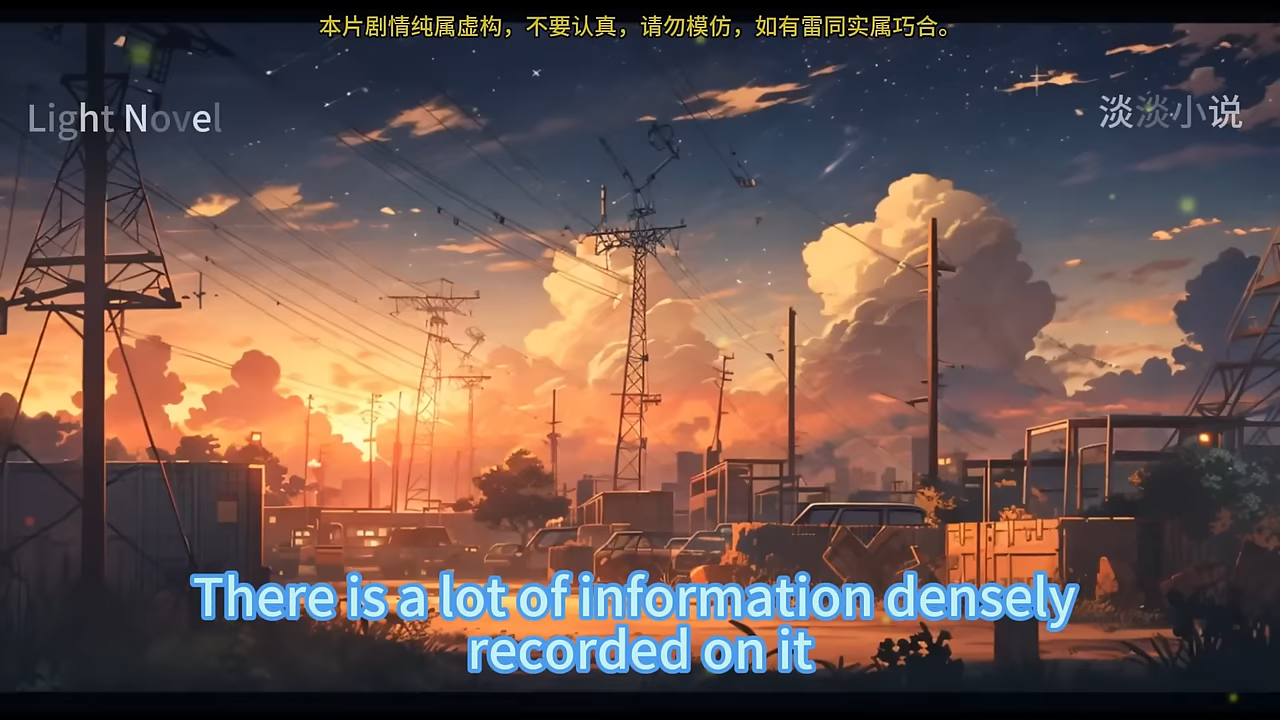 本片剧情纯属虚构，不要认真，请勿模仿，如有雷同实属巧合。
Light Novel
淡淡小说
There is a lot of information densely
recorded on it